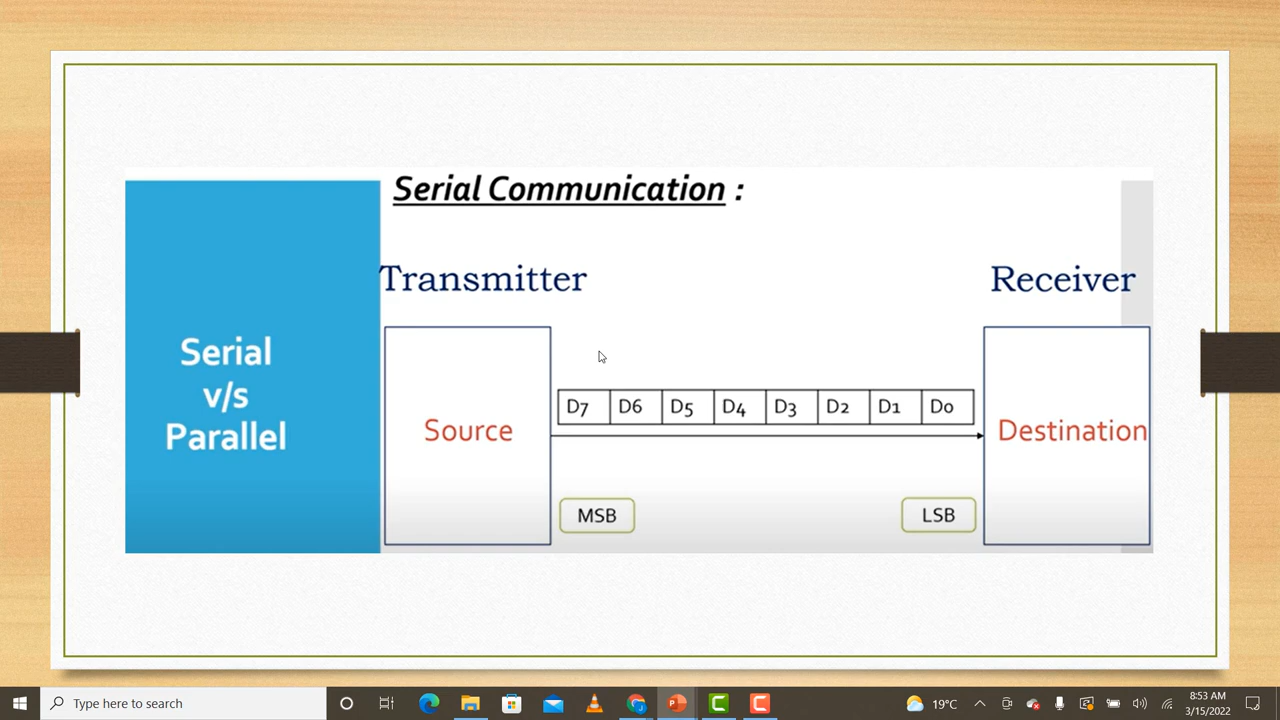 Serial Communication :
Transmitter
Receiver
Serial
v/s
Parallel
D7 D6 D5 D4 D3 D2 D1 D0
Source
Destination
MSB
LSB
Type here to search
19°C
8:53 AM
3/15/2022